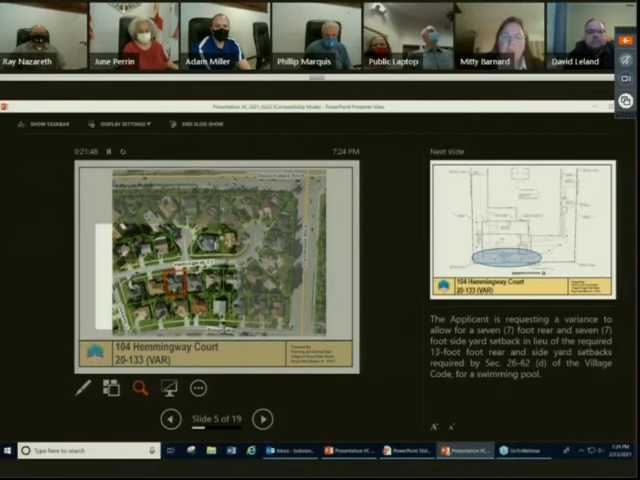 Ray Nazareth
June Perrin
Adam Miller
Phillip Marquis
Public Laptop
Mitty Barnard
David Leland
SHOW TASKBAR
DISPLAY SETTINGS
END SLIDE SHOW
0:21:48
7:24 PM
104 Hemmingway Court
20-133 (VAR)
Slide 5 of 19
Next slide
104 Hemmingway Court
20-133 (VAR)
The Applicant is requesting a variance to
allow for a seven (7) foot rear and seven (7)
foot side yard setback in lieu of the required
13-foot foot rear and side yard setbacks
required by Sec. 26-62 (d) of the Village
Code, for a swimming pool.
Type here to search
7:24 PM
2/23/2021